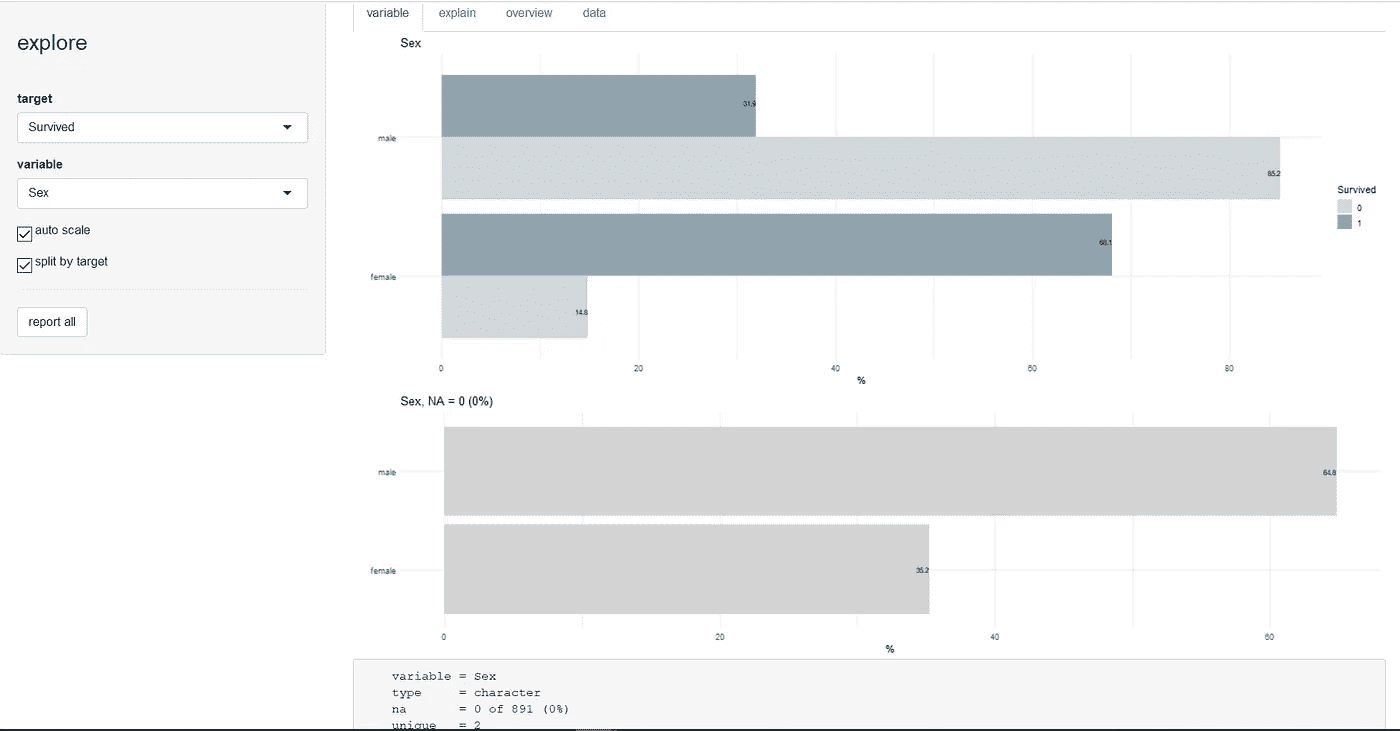 explore
target
Survived
variable
Sex
auto scale
split by target
report all
variable explain overview data
Sex
male
31.9
85.2
female
68.1
14.8
Survived
0
1
0 20 40 60 80
%
Sex, NA = 0 (0%)
male
64.8
female
35.2
0 20 40 60
%
variable = Sex
type = character
na = 0 of 891 (0%)
unique = 2